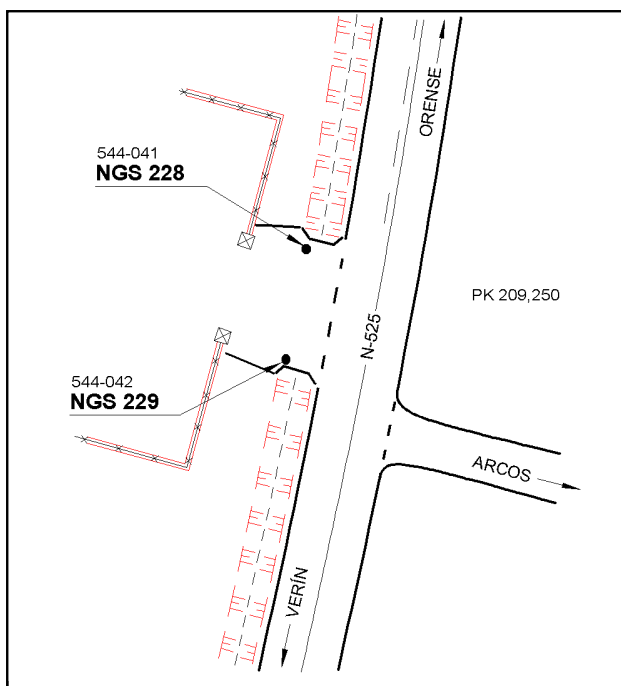 ORENSE
544-041
NGS 228
PK 209,250
N-525
544-042
NGS 229
ARCOS
VERÍN